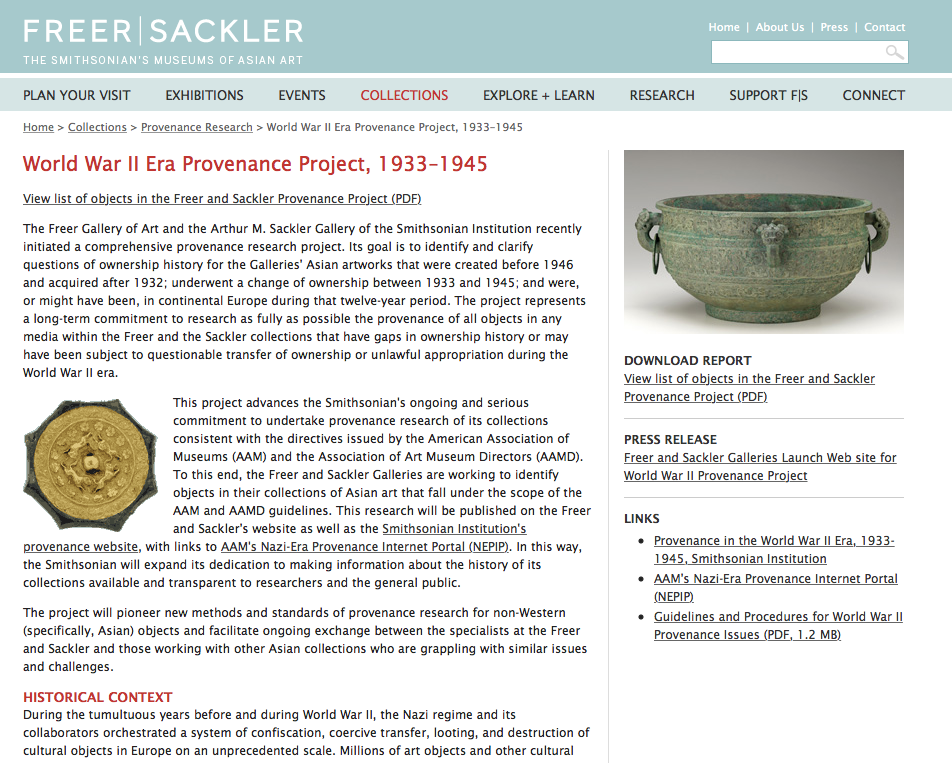 FREER|SACKLER
THE SMITHSONIAN'S MUSEUMS OF ASIAN ART
Home | About Us | Press | Contact
PLAN YOUR VISIT EXHIBITIONS EVENTS COLLECTIONS EXPLORE + LEARN RESEARCH SUPPORT F|S CONNECT
Home > Collections > Provenance Research > World War II Era Provenance Project, 1933–1945
World War II Era Provenance Project, 1933–1945
View list of objects in the Freer and Sackler Provenance Project (PDF)
The Freer Gallery of Art and the Arthur M. Sackler Gallery of the Smithsonian Institution recently
initiated a comprehensive provenance research project. Its goal is to identify and clarify
questions of ownership history for the Galleries' Asian artworks that were created before 1946
and acquired after 1932; underwent a change of ownership between 1933 and 1945; and were,
or might have been, in continental Europe during that twelve-year period. The project represents
a long-term commitment to research as fully as possible the provenance of all objects in any
media within the Freer and the Sackler collections that have gaps in ownership history or may
have been subject to questionable transfer of ownership or unlawful appropriation during the
World War II era.
This project advances the Smithsonian's ongoing and serious
commitment to undertake provenance research of its collections
consistent with the directives issued by the American Association of
Museums (AAM) and the Association of Art Museum Directors (AAMD).
To this end, the Freer and Sackler Galleries are working to identify
objects in their collections of Asian art that fall under the scope of the
AAM and AAMD guidelines. This research will be published on the Freer
and Sackler's website as well as the Smithsonian Institution's
provenance website, with links to AAM's Nazi-Era Provenance Internet Portal (NEPIP). In this way,
the Smithsonian will expand its dedication to making information about the history of its
collections available and transparent to researchers and the general public.
The project will pioneer new methods and standards of provenance research for non-Western
(specifically, Asian) objects and facilitate ongoing exchange between the specialists at the Freer
and Sackler and those working with other Asian collections who are grappling with similar issues
and challenges.
HISTORICAL CONTEXT
During the tumultuous years before and during World War II, the Nazi regime and its
collaborators orchestrated a system of confiscation, coercive transfer, looting, and destruction of
cultural objects in Europe on an unprecedented scale. Millions of art objects and other cultural
DOWNLOAD REPORT
View list of objects in the Freer and Sackler
Provenance Project (PDF)
PRESS RELEASE
Freer and Sackler Galleries Launch Web site for
World War II Provenance Project
LINKS
• Provenance in the World War II Era, 1933-
1945, Smithsonian Institution
• AAM's Nazi-Era Provenance Internet Portal
(NEPIP)
• Guidelines and Procedures for World War II
Provenance Issues (PDF, 1.2 MB)